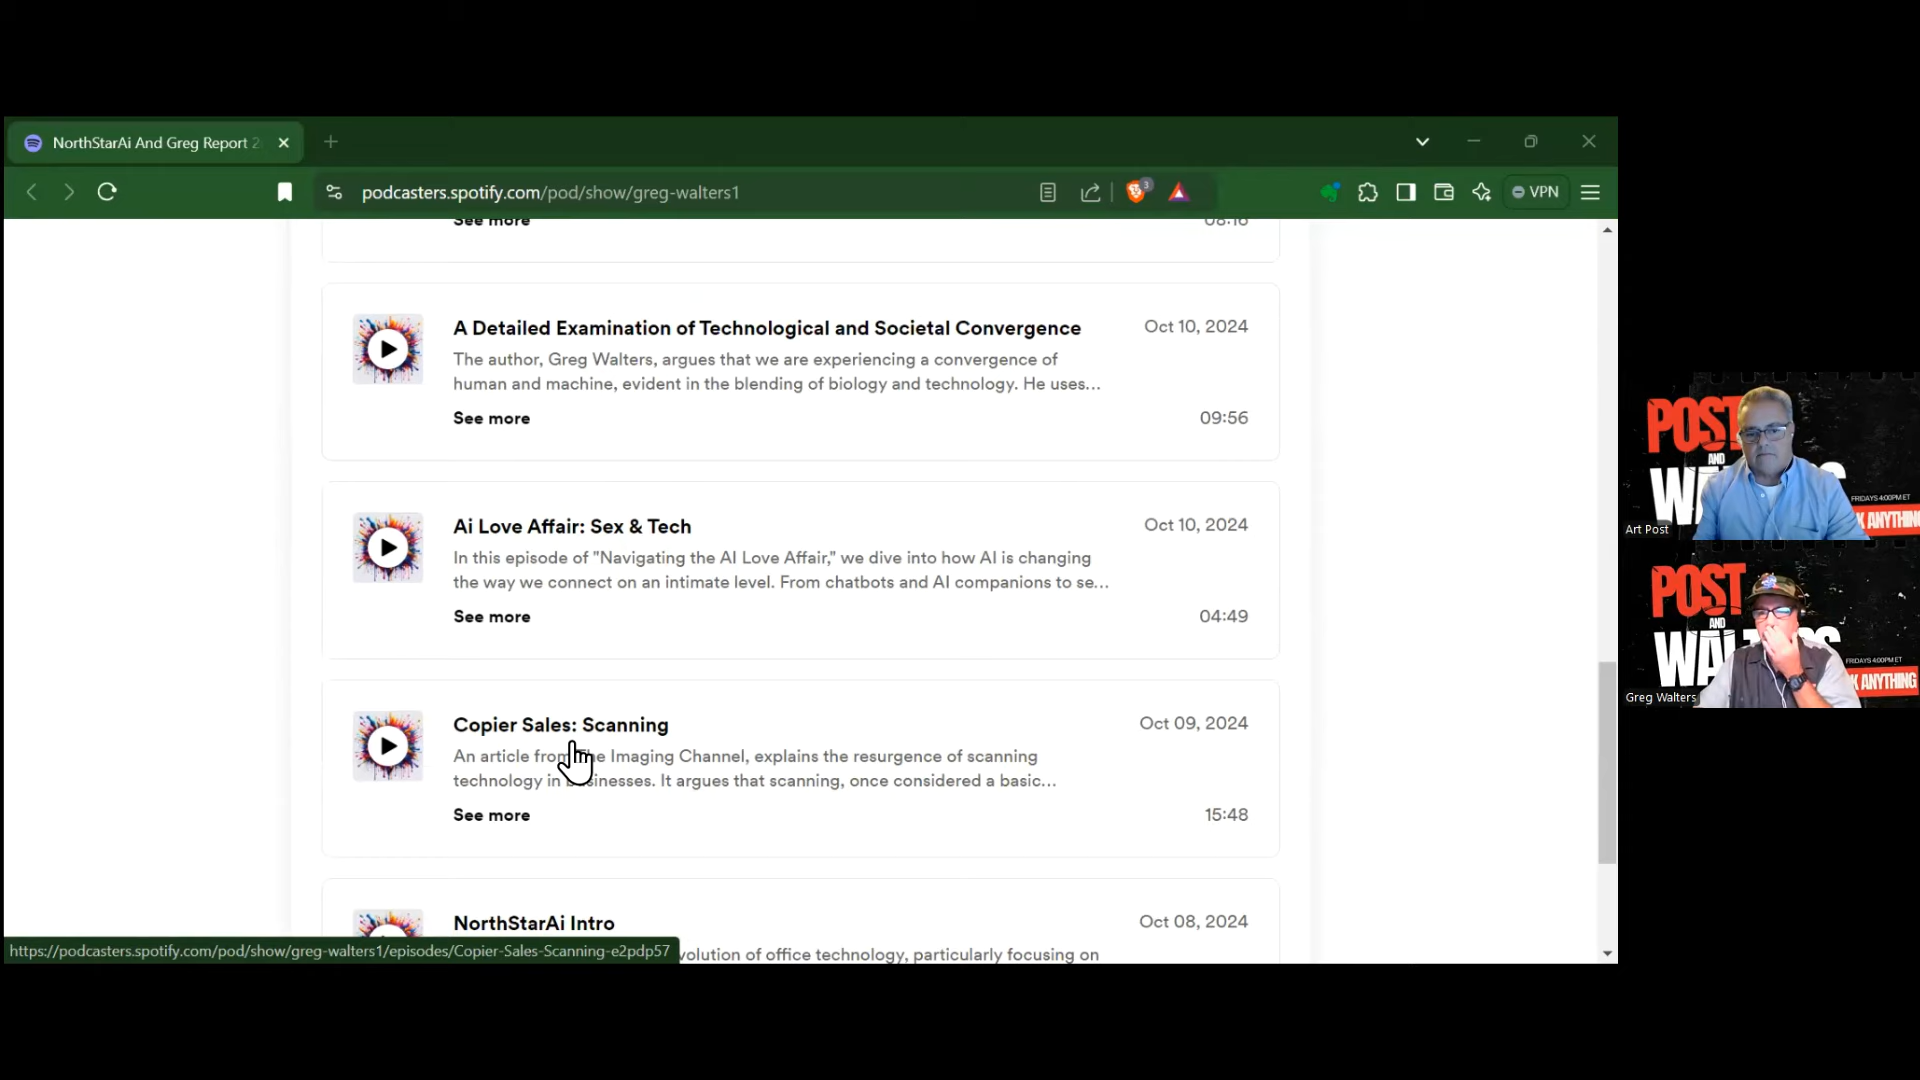 NorthStarAi And Greg Report 2
podcasters.spotify.com/pod/show/greg-walters1
3
VPN
See more
08:16
A Detailed Examination of Technological and Societal Convergence
Oct 10, 2024
The author, Greg Walters, argues that we are experiencing a convergence of
human and machine, evident in the blending of biology and technology. He uses...
See more
09:56
Ai Love Affair: Sex & Tech
Oct 10, 2024
In this episode of "Navigating the AI Love Affair," we dive into how AI is changing
the way we connect on an intimate level. From chatbots and AI companions to se...
See more
04:49
Copier Sales: Scanning
Oct 09, 2024
An article from The Imaging Channel, explains the resurgence of scanning
technology in businesses. It argues that scanning, once considered a basic...
See more
15:48
NorthStarAi Intro
Oct 08, 2024
volution of office technology, particularly focusing on
https://podcasters.spotify.com/pod/show/greg-walters1/episodes/Copier-Sales-Scanning-e2pdp57
POST
AND
WA
FRIDAYS 4:00PM ET
K ANYTHING
Art Post
POST
AND
WALTERS
FRIDAYS 4:00PM ET
K ANYTHING
Greg Walters